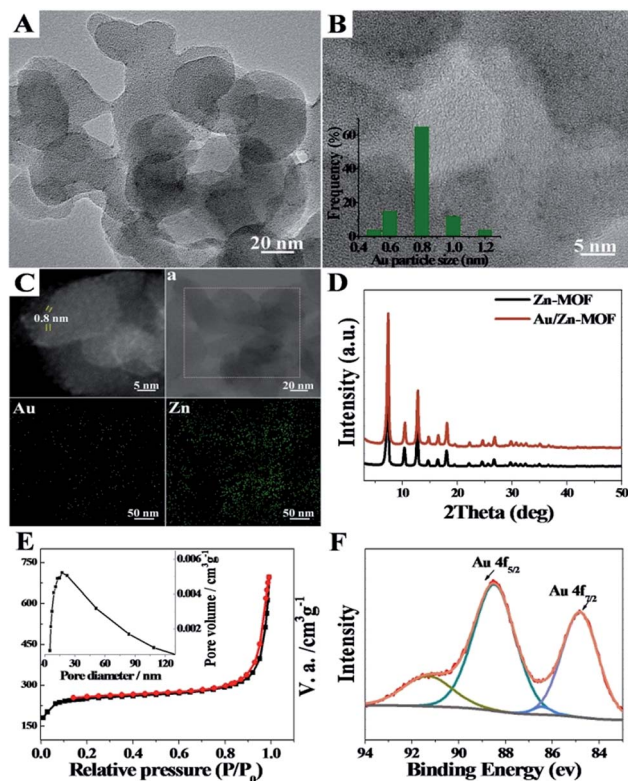 A
20 nm
B
Frequency (%)
60
40
20
0
0.4 0.6 0.8 1.0 1.2
Au particle size (nm)
5 nm
C
0.8 nm
5 nm
a
20 nm
Au
50 nm
Zn
50 nm
D
Zn-MOF
Au/Zn-MOF
Intensity (a.u.)
10 20 30 40 50
2Theta (deg)
E
750
600
450
300
150
0.006
0.004
0.002
Pore volume / cm³g⁻¹
0 30 60 90 120
Pore diameter / nm
V. a. /cm³g⁻¹
0.0 0.2 0.4 0.6 0.8 1.0
Relative pressure (P/P₀)
F
Au 4f₅/₂
Au 4f₇/₂
Intensity
94 92 90 88 86 84
Binding Energy (ev)